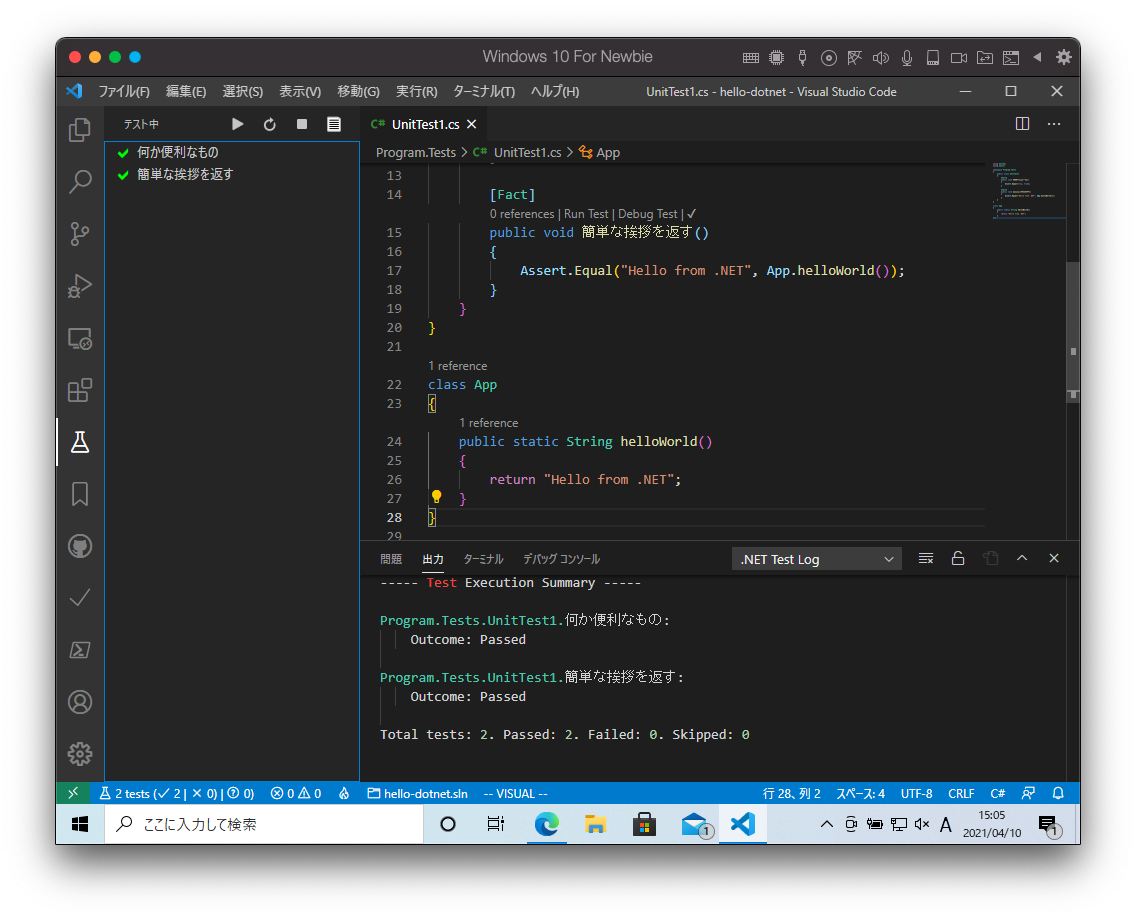 Windows 10 For Newbie
ファイル(F) 編集(E) 選択(S) 表示(V) 移動(G) 実行(R) ターミナル(T) ヘルプ(H) UnitTest1.cs - hello-dotnet - Visual Studio Code
テスト中
C# UnitTest1.cs
何か便利なもの
簡単な挨拶を返す
Program.Tests > C# UnitTest1.cs > App
13
14 [Fact]
0 references | Run Test | Debug Test | ✓
15 public void 簡単な挨拶を返す()
16 {
17 Assert.Equal("Hello from .NET", App.helloWorld());
18 }
19 }
20 }
21
1 reference
22 class App
23 {
1 reference
24 public static String helloWorld()
25 {
26 return "Hello from .NET";
27 }
28 }
29
問題 出力 ターミナル デバッグ コンソール .NET Test Log
----- Test Execution Summary -----
Program.Tests.UnitTest1.何か便利なもの:
Outcome: Passed
Program.Tests.UnitTest1.簡単な挨拶を返す:
Outcome: Passed
Total tests: 2. Passed: 2. Failed: 0. Skipped: 0
2 tests (✓ 2 | ✕ 0) | ? 0) 0 0 hello-dotnet.sln -- VISUAL -- 行 28、列 2 スペース: 4 UTF-8 CRLF C#
ここに入力して検索
1
A
15:05
2021/04/10
1